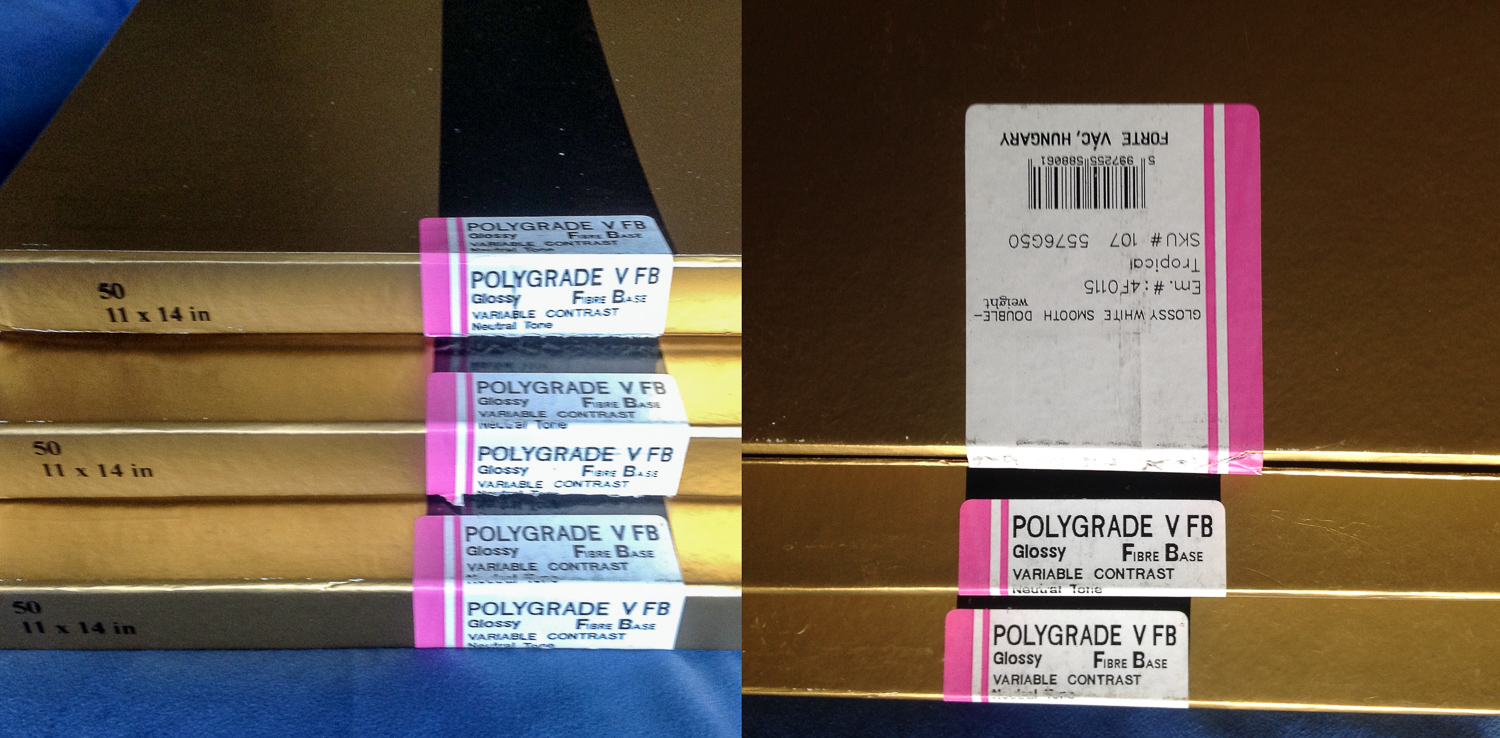 POLYGRADE V FB
Glossy FIBRE BASE
VARIABLE CONTRAST
Neutral Tone
POLYGRADE V FB
Glossy FIBRE BASE
VARIABLE CONTRAST
Neutral Tone
50
11 x 14 in
POLYGRADE V FB
Glossy FIBRE BASE
VARIABLE CONTRAST
Neutral Tone
POLYGRADE V FB
Glossy FIBRE BASE
VARIABLE CONTRAST
50
11 x 14 in
POLYGRADE V FB
Glossy FIBRE BASE
VARIABLE CONTRAST
Neutral Tone
POLYGRADE V FB
Glossy FIBRE BASE
VARIABLE CONTRAST
Neutral Tone
50
11 x 14 in
GLOSSY WHITE SMOOTH DOUBLE-
weight
Em. #: 4F0115
Tropical
SKU # 107 5576G50
5 997255 588061
FORTE VÁC, HUNGARY
POLYGRADE V FB
Glossy FIBRE BASE
VARIABLE CONTRAST
Neutral Tone
POLYGRADE V FB
Glossy FIBRE BASE
VARIABLE CONTRAST
Neutral Tone